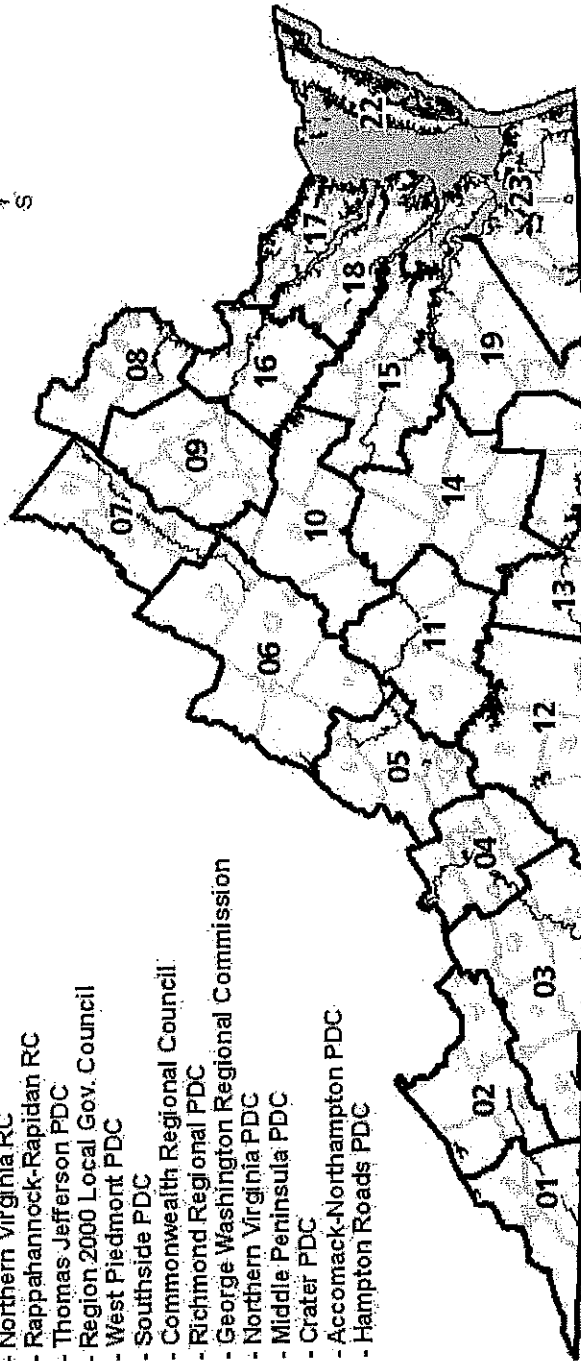 - Northern Virginia RC
- Rappahannock-Rapidan RC
- Thomas Jefferson PDC
- Region 2000 Local Gov. Council
- West Piedmont PDC
- Southside PDC
- Commonwealth Regional Council
- Richmond Regional PDC
- George Washington Regional Commission
- Northern Virginia PDC
- Middle Peninsula PDC
- Crater PDC
- Accomack-Northampton PDC
- Hampton Roads PDC
S
08
07
09
17
22
16
18
06
10
15
23
05
11
14
19
04
02
03
12
13
01